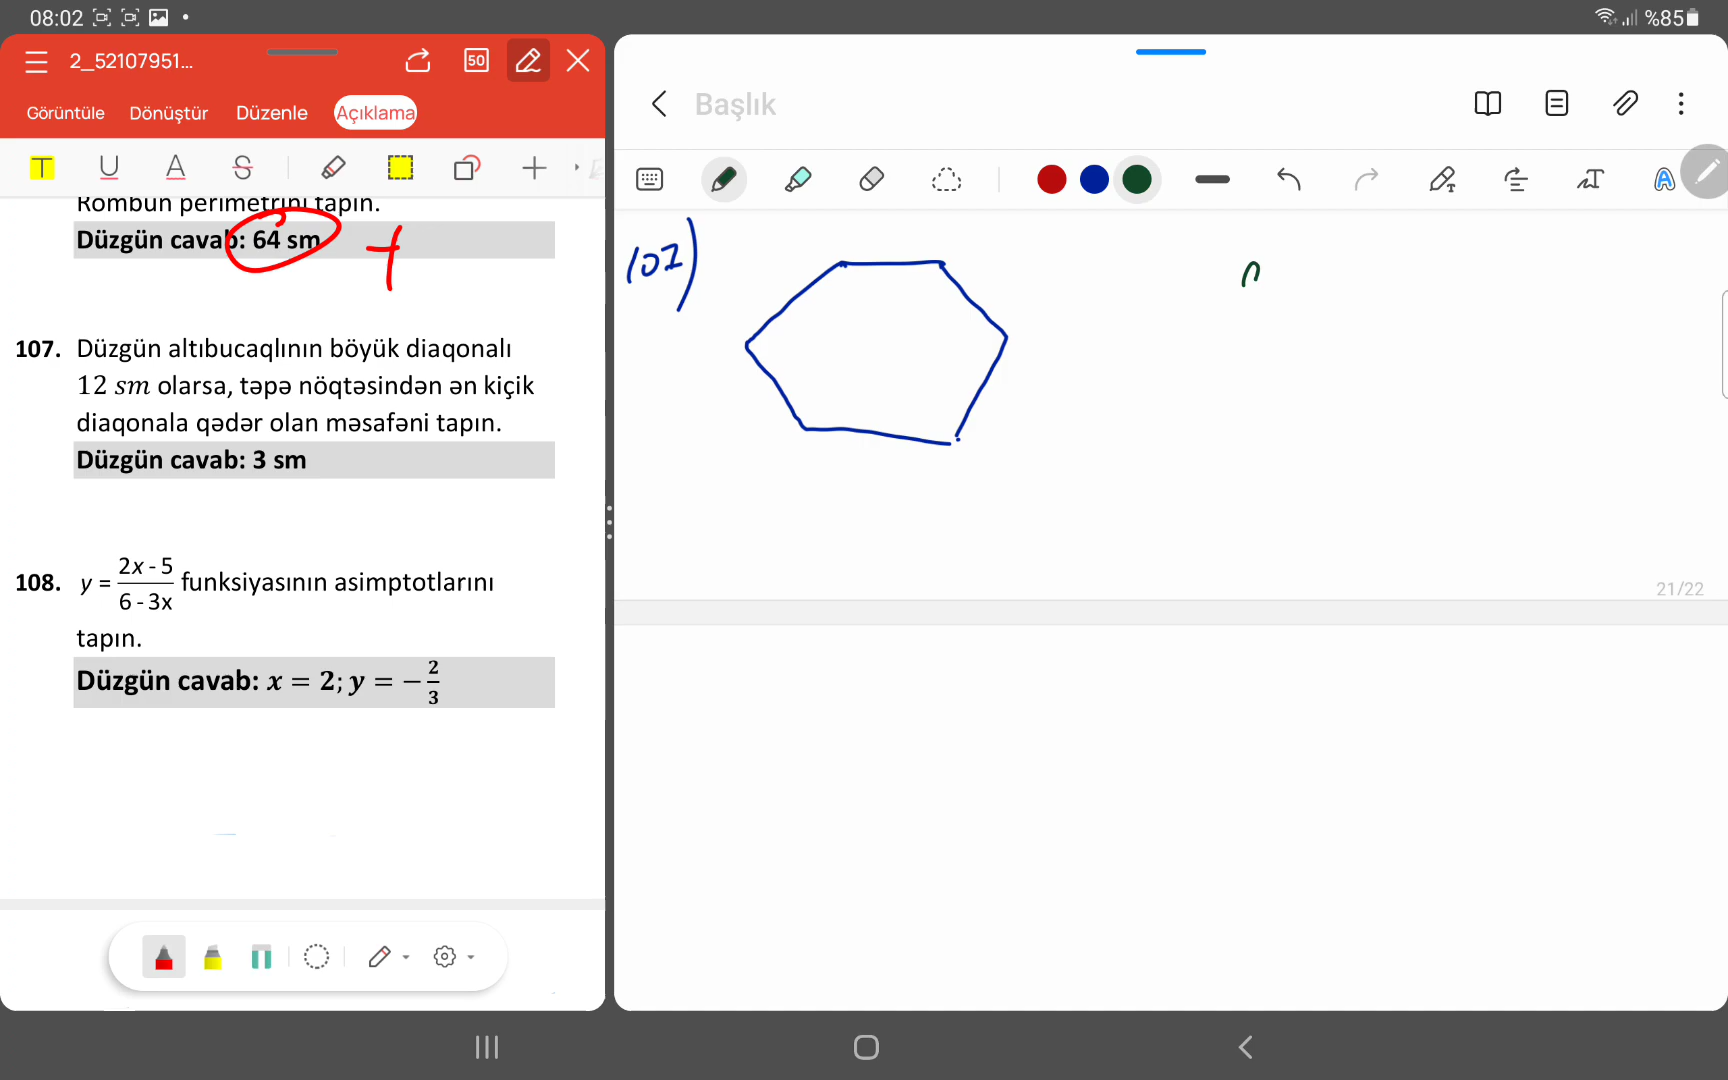 08:02
%85
2_52107951...
50
Görüntüle Dönüştür Düzenle Açıklama
T U A S
Rombun perimetrini tapın.
Düzgün cavab: 64 sm
107. Düzgün altıbucaqlının böyük diaqonalı
12 sm olarsa, təpə nöqtəsindən ən kiçik
diaqonala qədər olan məsafəni tapın.
Düzgün cavab: 3 sm
108. y = (2x - 5)/(6 - 3x) funksiyasının asimptotlarını
tapın.
Düzgün cavab: x = 2; y = −2/3
Başlık
107)
21/22